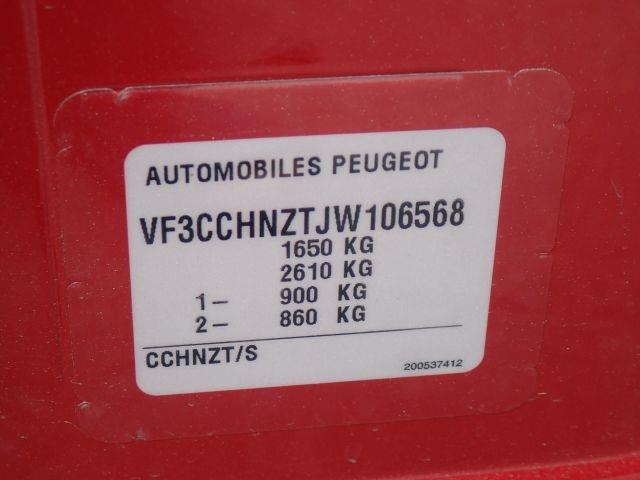 AUTOMOBILES PEUGEOT
VF3CCHNZTJW106568
1650 KG
2610 KG
1- 900 KG
2- 860 KG
CCHNZT/S 200537412